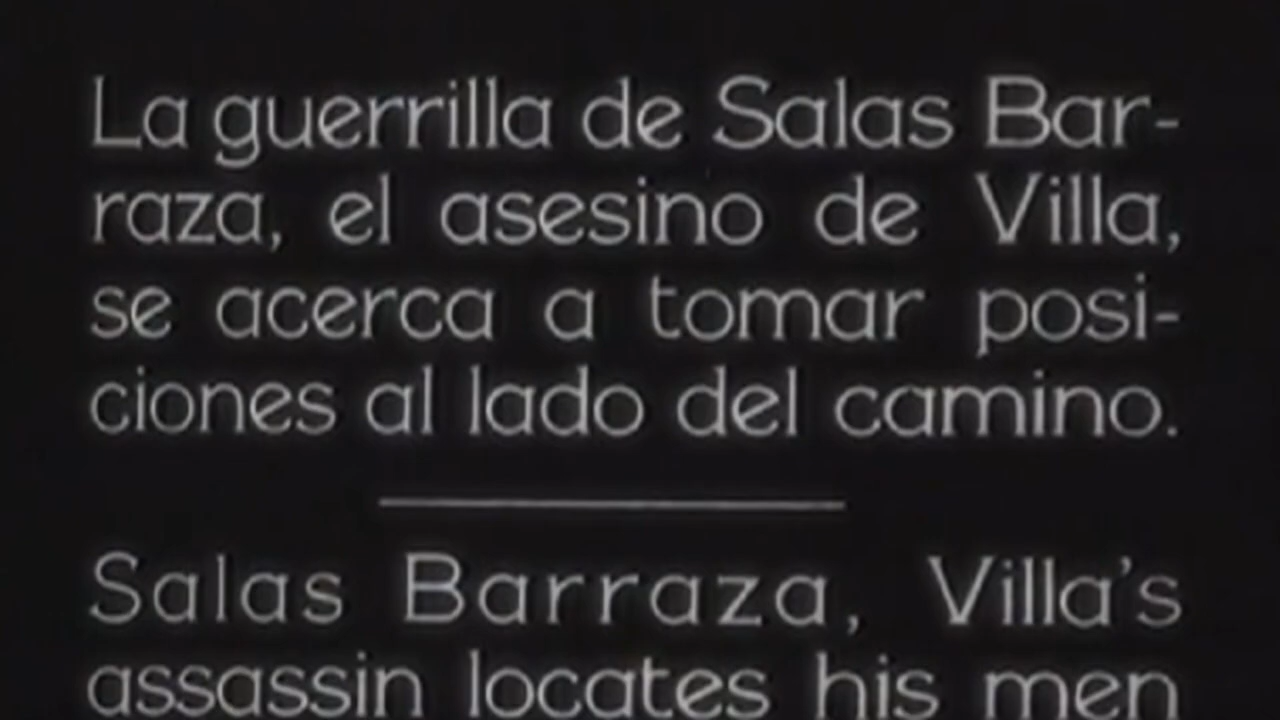 La guerrilla de Salas Bar-
raza, el asesino de Villa,
se acerca a tomar posi-
ciones al lado del camino.
Salas Barraza, Villa's
assassin locates his men